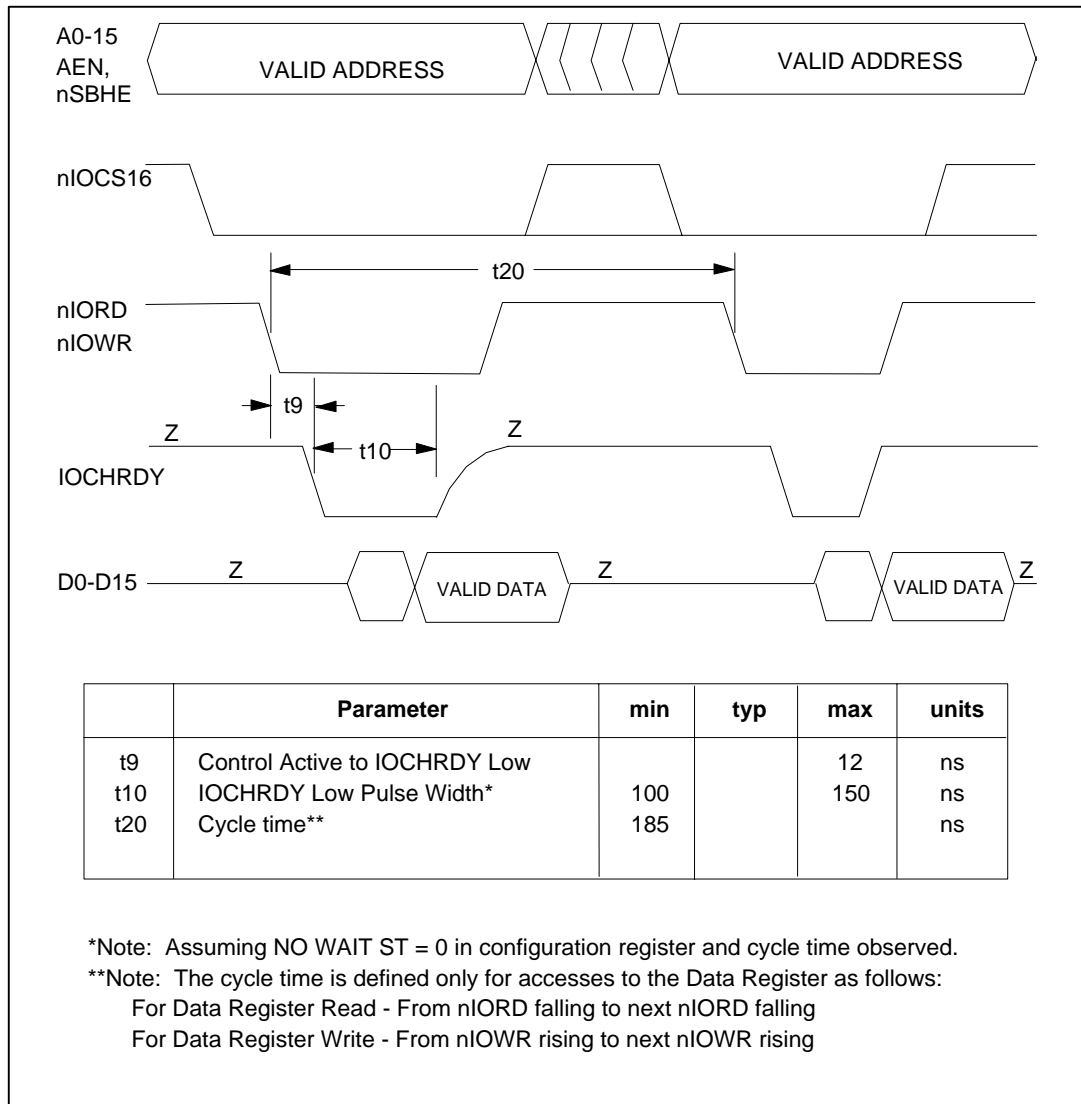 A0-15
AEN,
nSBHE
VALID ADDRESS
VALID ADDRESS
nIOCS16
t20
nIORD
nIOWR
t9
Z
t10
Z
IOCHRDY
D0-D15
Z
VALID DATA
Z
VALID DATA
Z
Parameter min typ max units
t9 Control Active to IOCHRDY Low 12 ns
t10 IOCHRDY Low Pulse Width* 100 150 ns
t20 Cycle time** 185 ns
*Note: Assuming NO WAIT ST = 0 in configuration register and cycle time observed.
**Note: The cycle time is defined only for accesses to the Data Register as follows:
For Data Register Read - From nIORD falling to next nIORD falling
For Data Register Write - From nIOWR rising to next nIOWR rising